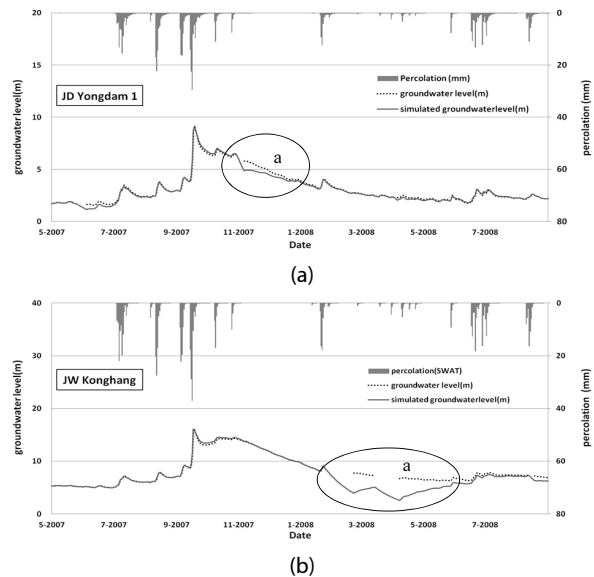 20
15
10
5
0
groundwater level(m)
JD Yongdam 1
0
20
40
60
80
percolation (mm)
Percolation (mm)
groundwater level(m)
simulated groundwaterlevel(m)
a
5-2007 7-2007 9-2007 11-2007 1-2008 3-2008 5-2008 7-2008
Date
(a)
40
30
20
10
0
groundwater level(m)
JW Konghang
0
20
40
60
80
percolation (mm)
percolation(SWAT)
groundwater level(m)
simulated groundwaterlevel(m)
a
5-2007 7-2007 9-2007 11-2007 1-2008 3-2008 5-2008 7-2008
Date
(b)